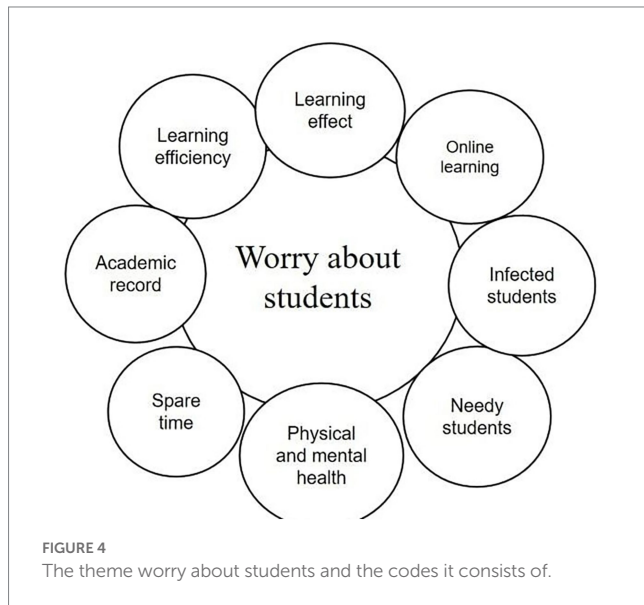 Learning
effect
Learning
efficiency
Online
learning
Academic
record
Worry about
students
Infected
students
Spare
time
Needy
students
Physical
and mental
health
FIGURE 4
The theme worry about students and the codes it consists of.